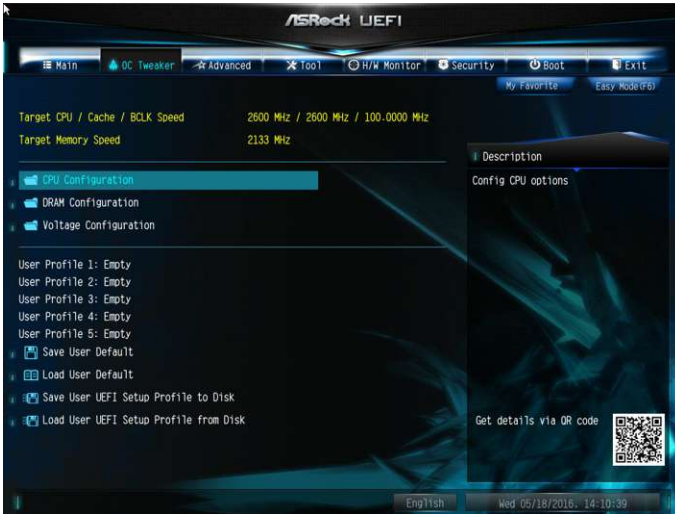 ASRock UEFI
Main OC Tweaker Advanced Tool H/W Monitor Security Boot Exit
My Favorite Easy Mode(F6)
Target CPU / Cache / BCLK Speed 2600 MHz / 2600 MHz / 100.0000 MHz
Target Memory Speed 2133 MHz
Description
CPU Configuration
Config CPU options
DRAM Configuration
Voltage Configuration
User Profile 1: Empty
User Profile 2: Empty
User Profile 3: Empty
User Profile 4: Empty
User Profile 5: Empty
Save User Default
Load User Default
Save User UEFI Setup Profile to Disk
Load User UEFI Setup Profile from Disk
Get details via QR code
English Wed 05/18/2016. 14:10:39